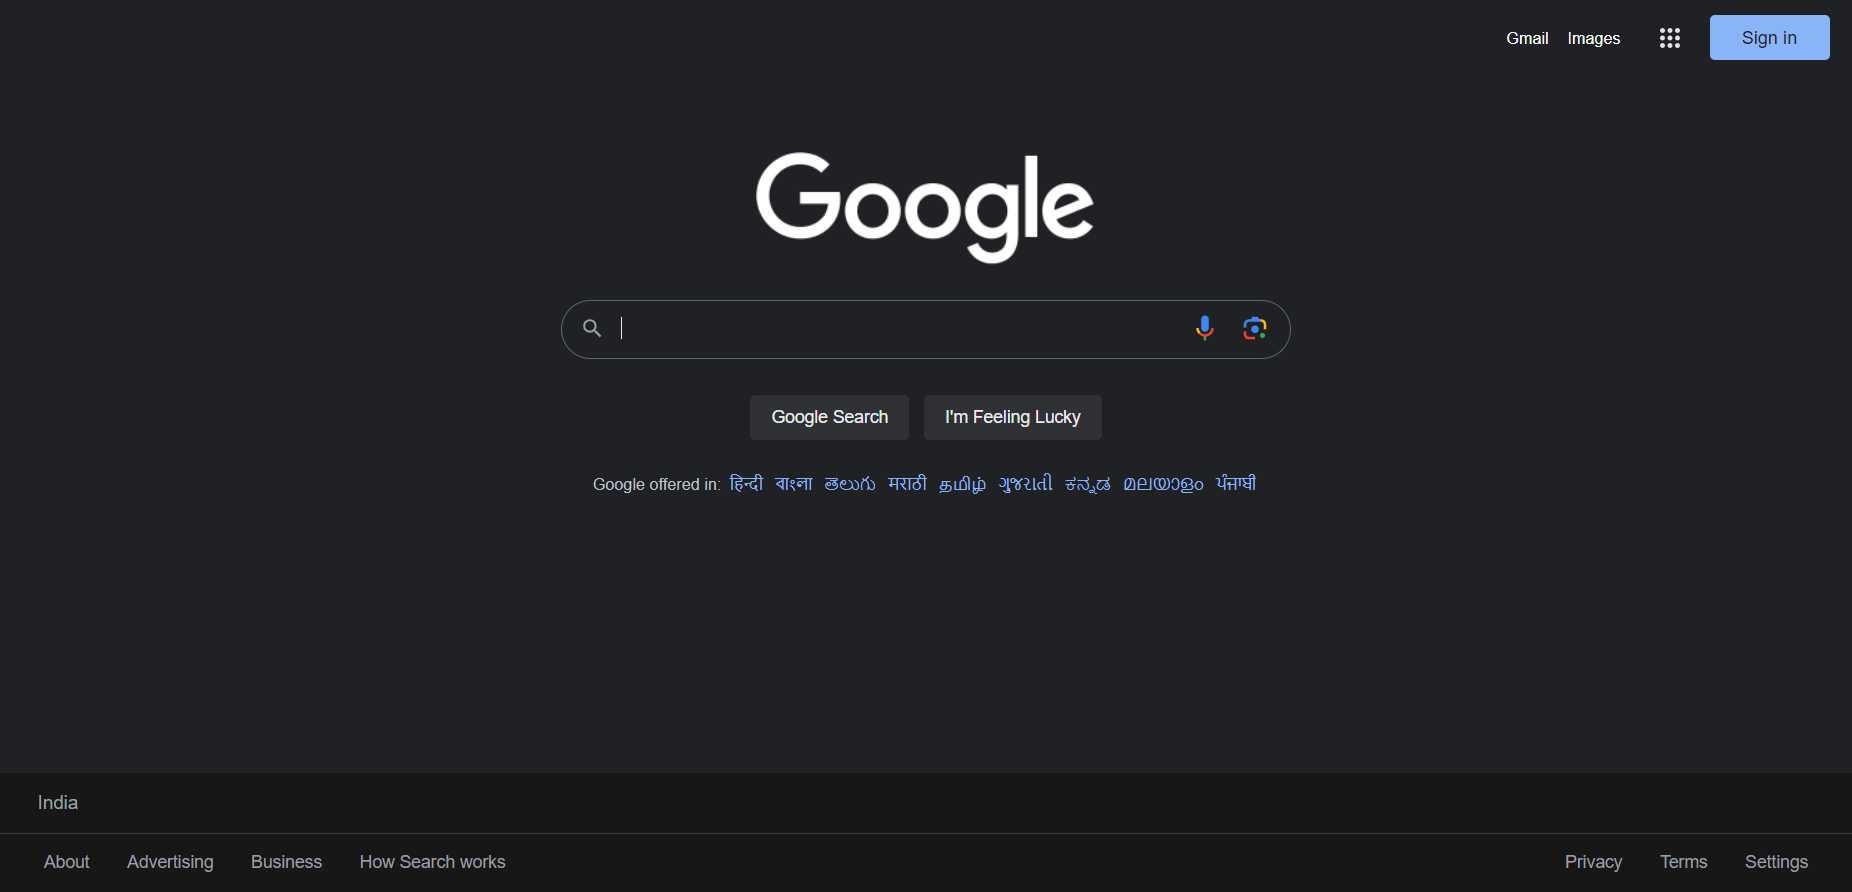 Gmail Images Sign in
Google
Google Search I'm Feeling Lucky
Google offered in: हिन्दी বাংলা తెలుగు मराठी தமிழ் ગુજરાતી ಕನ್ನಡ മലയാളം ਪੰਜਾਬੀ
India
About Advertising Business How Search works Privacy Terms Settings